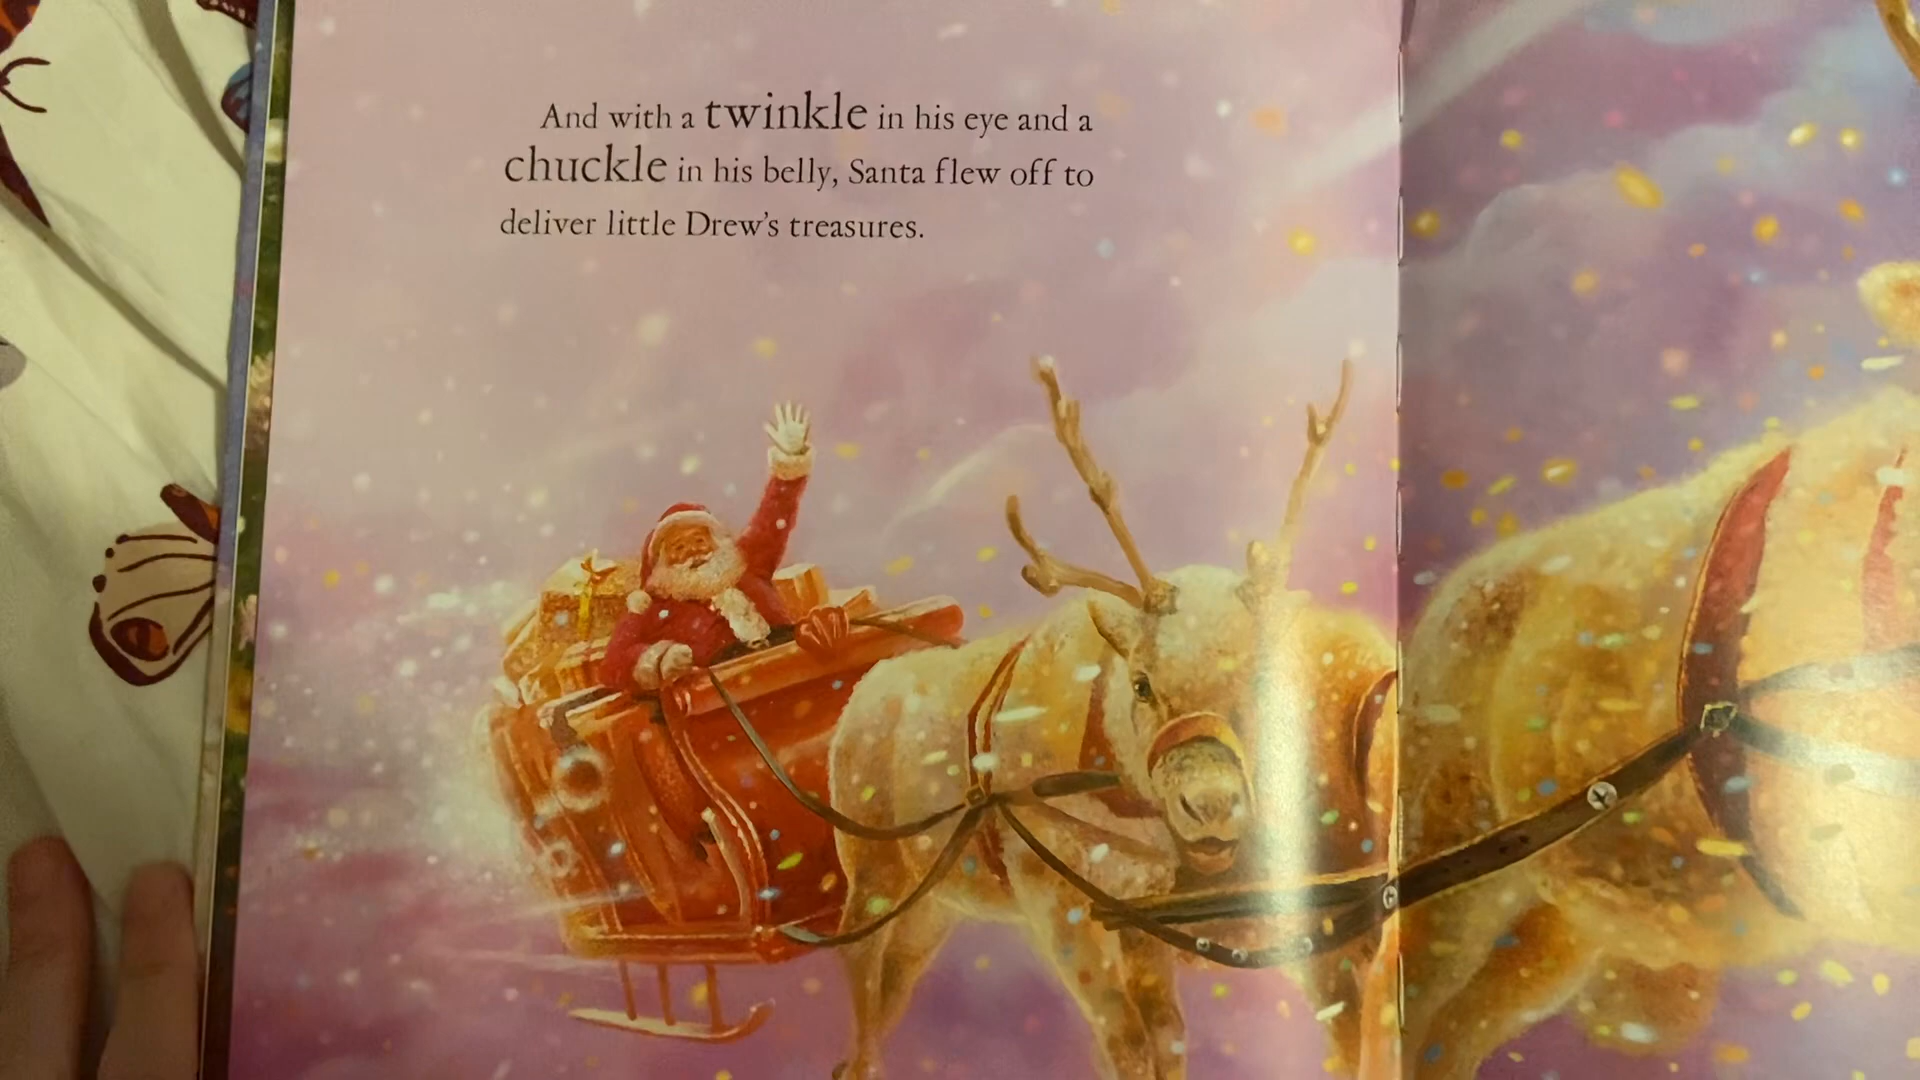 And with a twinkle in his eye and a
chuckle in his belly, Santa flew off to
deliver little Drew's treasures.